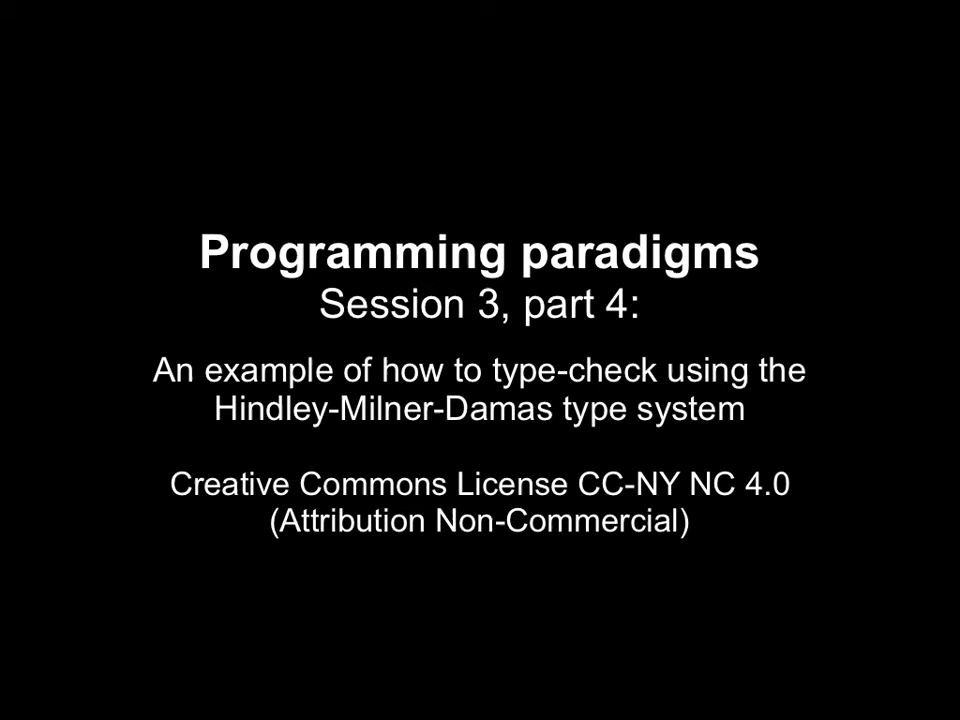 Programming paradigms
Session 3, part 4:
An example of how to type-check using the
Hindley-Milner-Damas type system
Creative Commons License CC-NY NC 4.0
(Attribution Non-Commercial)